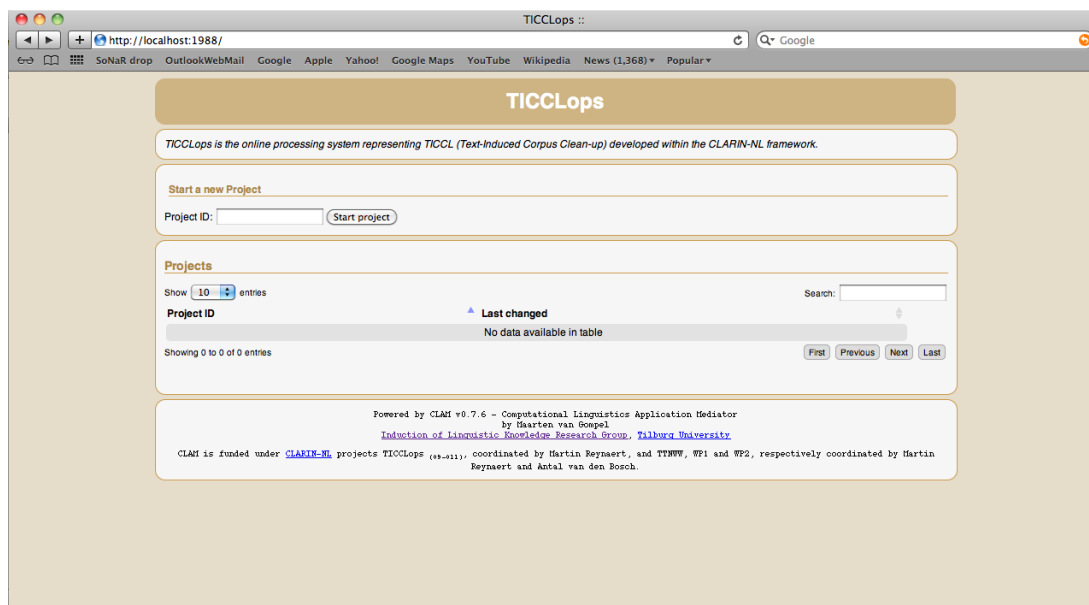 TICCLops ::
http://localhost:1988/
Google
SoNaR drop OutlookWebMail Google Apple Yahoo! Google Maps YouTube Wikipedia News (1,368) Popular
TICCLops
TICCLops is the online processing system representing TICCL (Text-Induced Corpus Clean-up) developed within the CLARIN-NL framework.
Start a new Project
Project ID: Start project
Projects
Show 10 entries Search:
Project ID Last changed
No data available in table
Showing 0 to 0 of 0 entries First Previous Next Last
Powered by CLAM v0.7.6 - Computational Linguistics Application Mediator
by Maarten van Gompel
Induction of Linguistic Knowledge Research Group, Tilburg University
CLAM is funded under CLARIN-NL projects TICCLops (09-011), coordinated by Martin Reynaert, and TTNWW, WP1 and WP2, respectively coordinated by Martin
Reynaert and Antal van den Bosch.